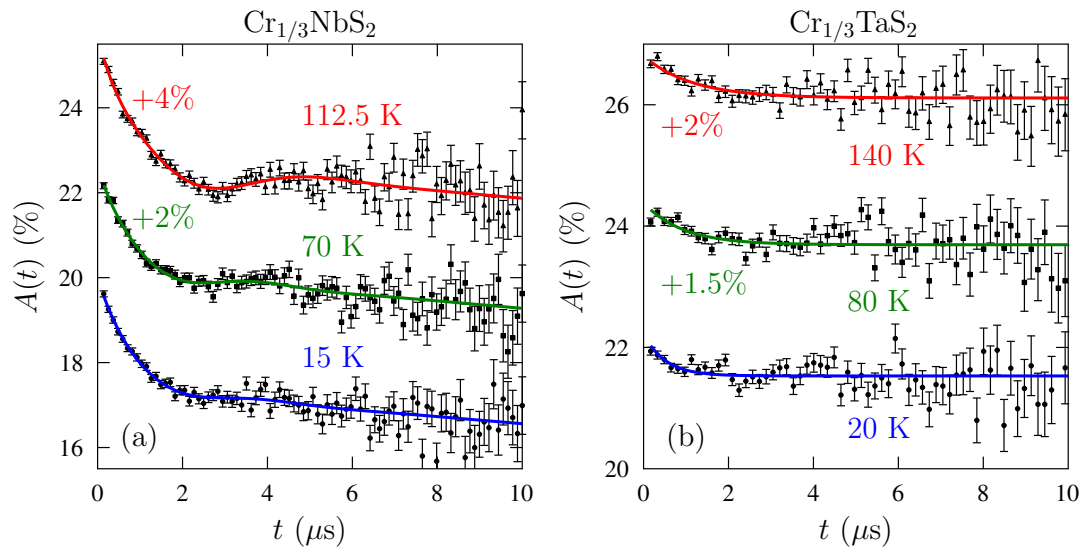 Cr1/3NbS2
Cr1/3TaS2
A(t) (%)
24
22
20
18
16
+4%
112.5 K
+2%
70 K
15 K
(a)
0
2
4
6
8
10
t (μs)
A(t) (%)
26
24
22
20
+2%
140 K
+1.5%
80 K
20 K
(b)
0
2
4
6
8
10
t (μs)